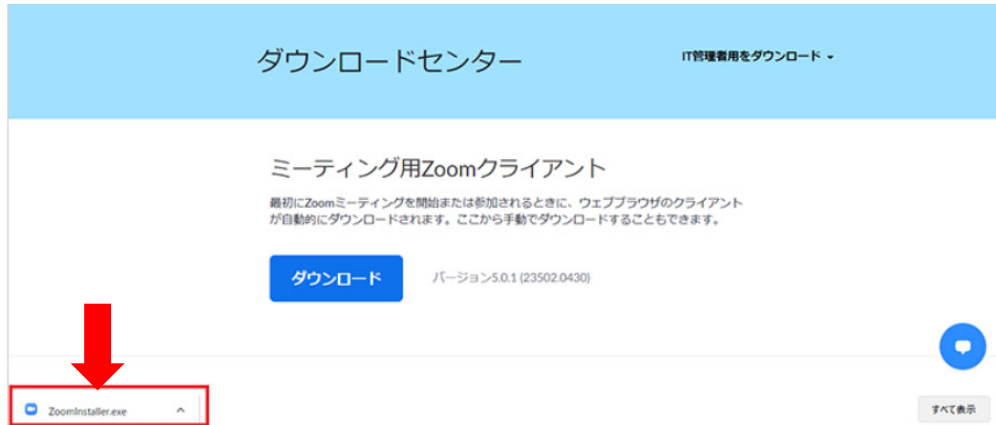 ダウンロードセンター
IT管理者用をダウンロード
ミーティング用Zoomクライアント
最初にZoomミーティングを開始または参加されるときに、ウェブブラウザのクライアント
が自動的にダウンロードされます。ここから手動でダウンロードすることもできます。
ダウンロード
バージョン5.0.1 (23502.0430)
ZoomInstaller.exe
すべて表示